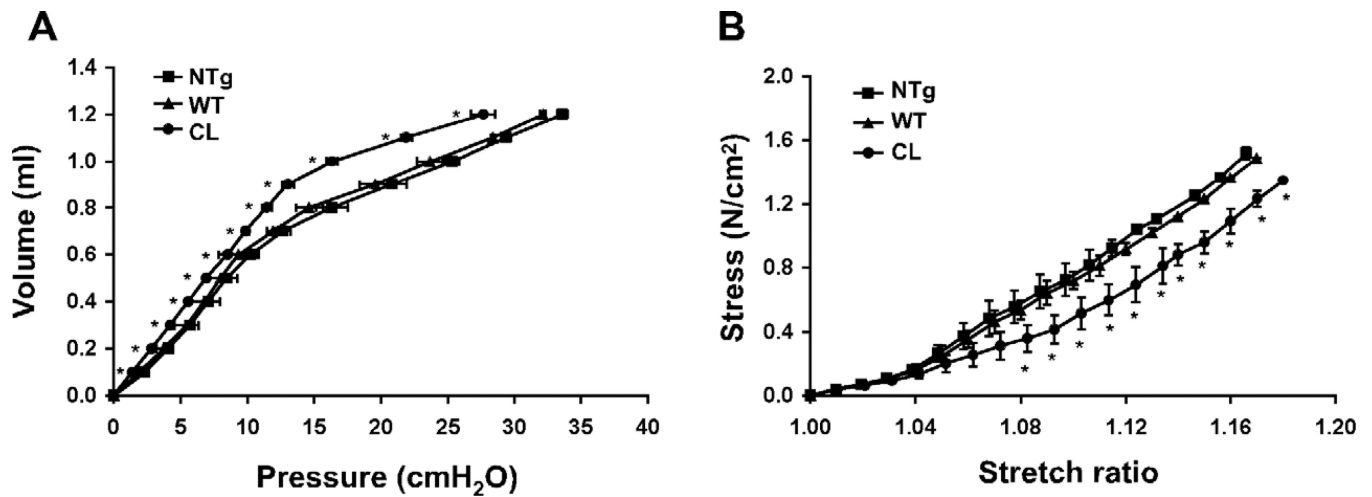 A
NTg
WT
CL
Volume (ml)
1.4
1.2
1.0
0.8
0.6
0.4
0.2
0.0
0 5 10 15 20 25 30 35 40
Pressure (cmH₂O)
* * * * * * * * * * * *
B
NTg
WT
CL
Stress (N/cm²)
2.0
1.6
1.2
0.8
0.4
0.0
1.00 1.04 1.08 1.12 1.16 1.20
Stretch ratio
* * * * * * * * * * *